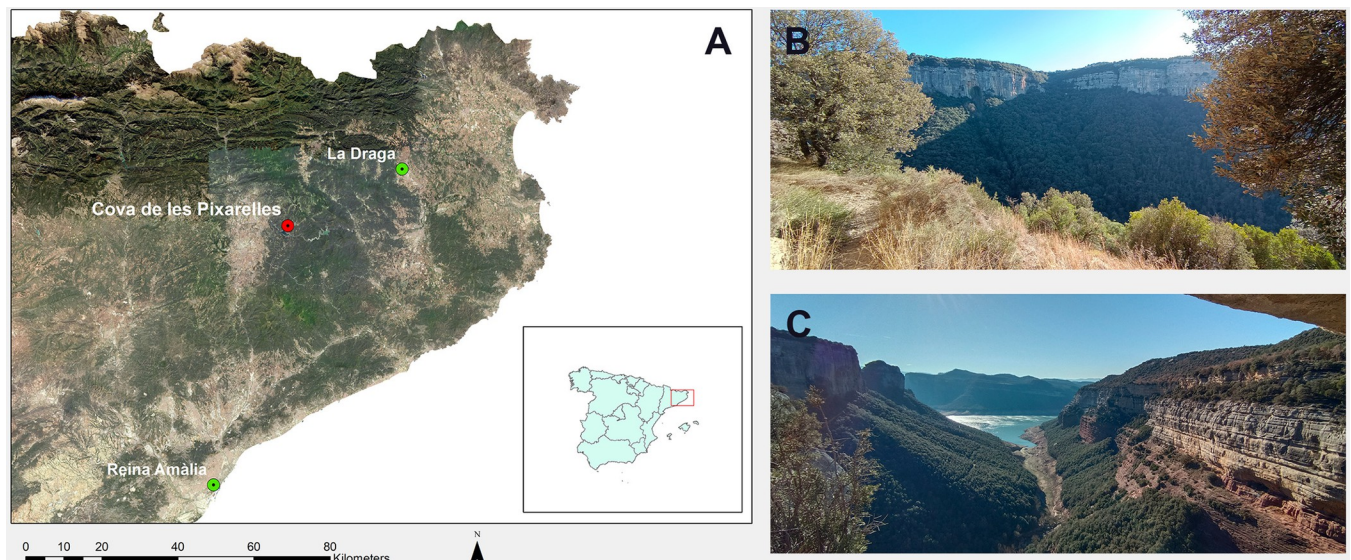 A
La Draga
Cova de les Pixarelles
Reina Amàlia
0 10 20 40 60 80
Kilometers
N
B
C